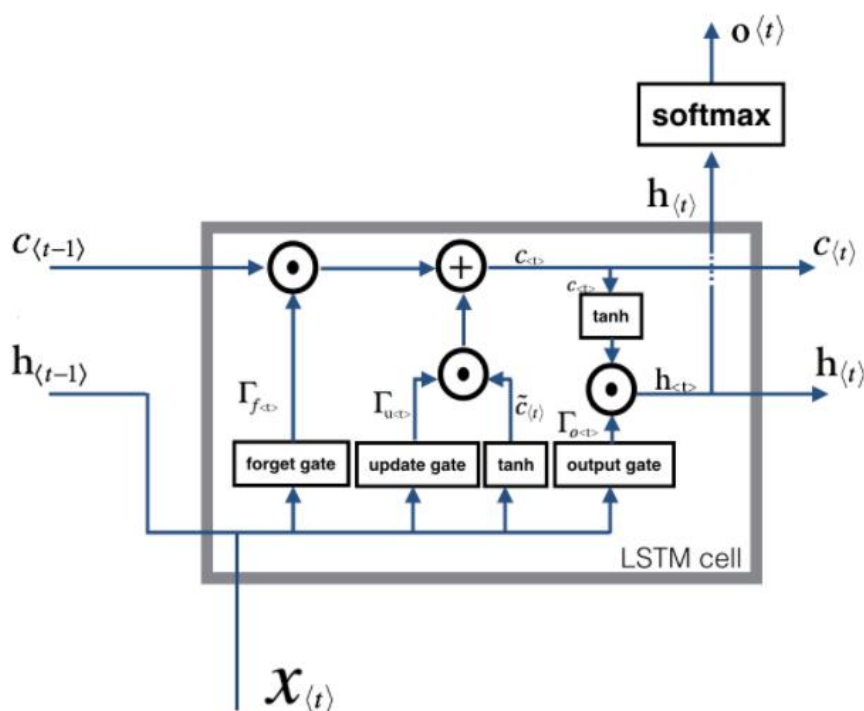 o⟨t⟩
softmax
h⟨t⟩
c⟨t−1⟩
c<t>
c⟨t⟩
c<t>
tanh
h⟨t−1⟩
h<t>
h⟨t⟩
Γf<t>
Γu<t>
c̃⟨t⟩
Γo<t>
forget gate
update gate
tanh
output gate
LSTM cell
x⟨t⟩